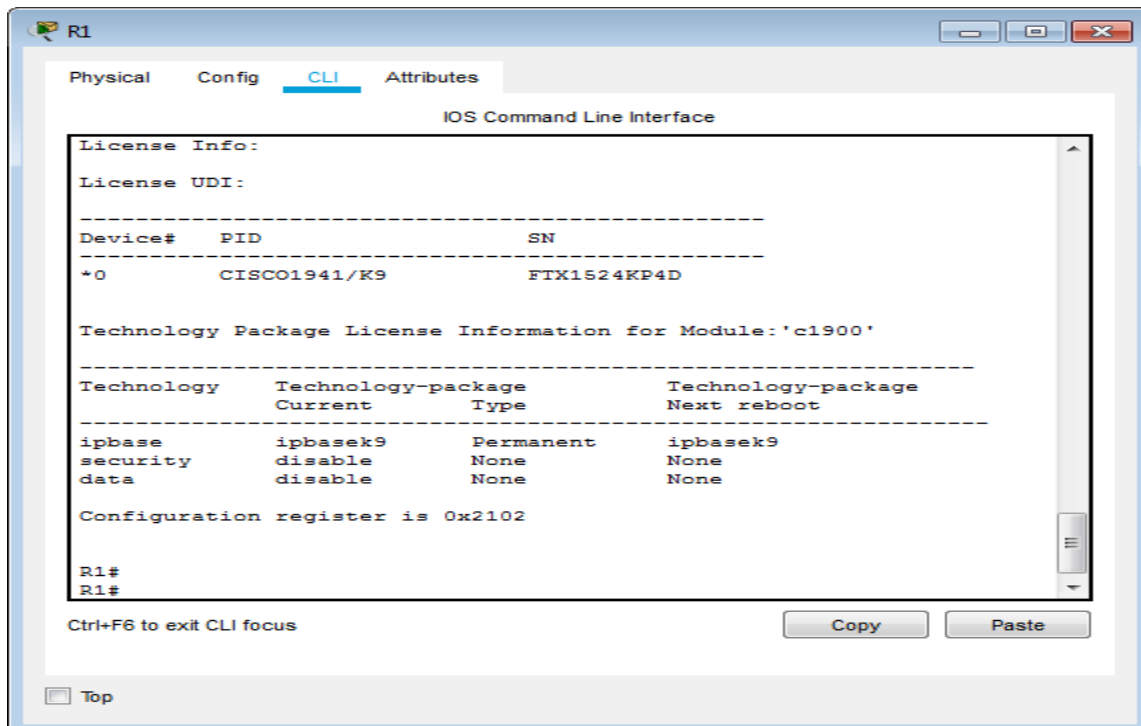 R1
Physical Config CLI Attributes
IOS Command Line Interface
License Info:
License UDI:
-------------------------------------------------
Device# PID SN
-------------------------------------------------
*0 CISCO1941/K9 FTX1524KP4D
Technology Package License Information for Module:'c1900'
----------------------------------------------------------------
Technology Technology-package Technology-package
Current Type Next reboot
-----------------------------------------------------------------
ipbase ipbasek9 Permanent ipbasek9
security disable None None
data disable None None
Configuration register is 0x2102
R1#
R1#
Ctrl+F6 to exit CLI focus
Copy Paste
Top